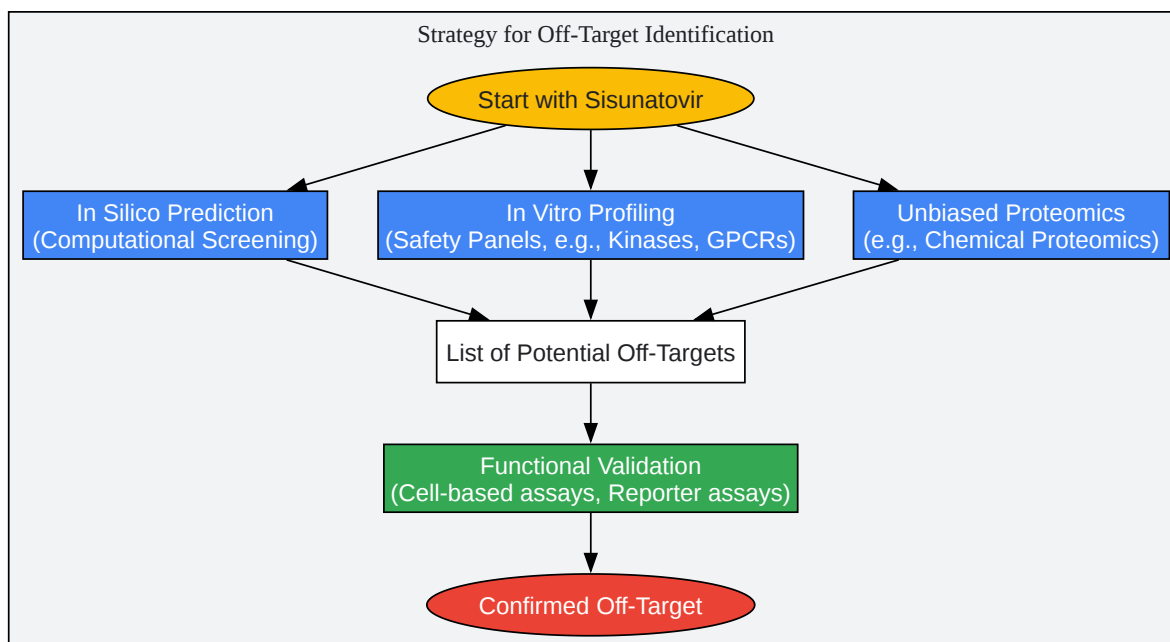 Strategy for Off-Target Identification
Start with Sisunatovir
In Silico Prediction
(Computational Screening)
In Vitro Profiling
(Safety Panels, e.g., Kinases, GPCRs)
Unbiased Proteomics
(e.g., Chemical Proteomics)
List of Potential Off-Targets
Functional Validation
(Cell-based assays, Reporter assays)
Confirmed Off-Target